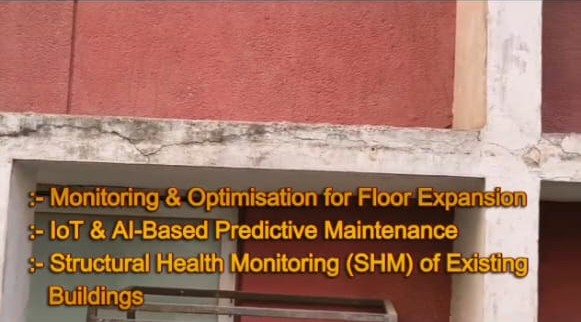 :- Monitoring & Optimisation for Floor Expansion
:- IoT & AI-Based Predictive Maintenance
:- Structural Health Monitoring (SHM) of Existing
Buildings